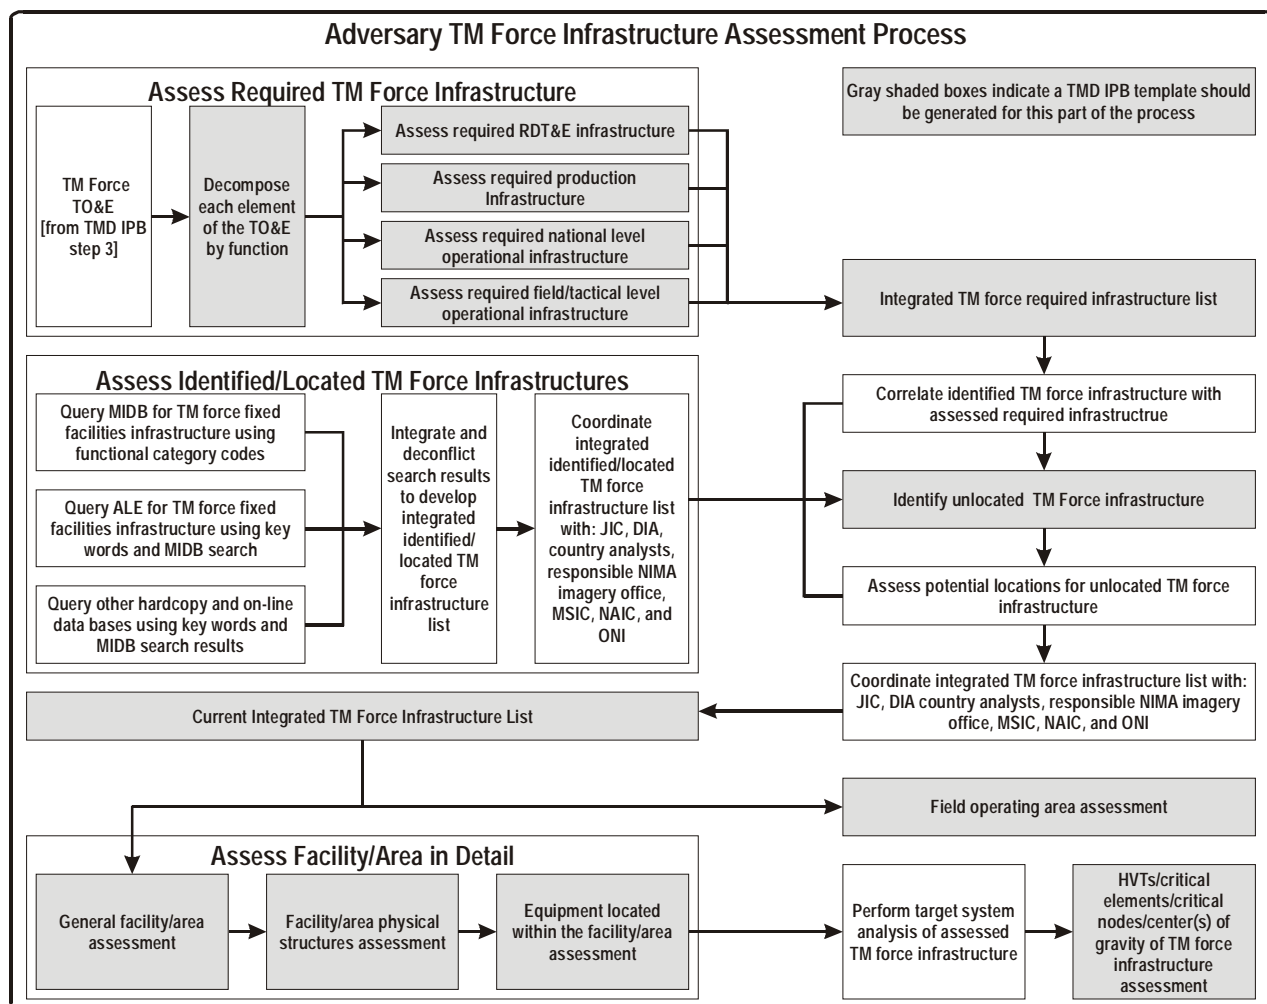 Adversary TM Force Infrastructure Assessment Process
Assess Required TM Force Infrastructure
TM Force
TO&E
[from TMD IPB
step 3]
Decompose
each element
of the TO&E
by function
Assess required RDT&E infrastructure
Assess required production
Infrastructure
Assess required national level
operational infrastructure
Assess required field/tactical level
operational infrastructure
Gray shaded boxes indicate a TMD IPB template should
be generated for this part of the process
Integrated TM force required infrastructure list
Assess Identified/Located TM Force Infrastructures
Query MIDB for TM force fixed
facilities infrastructure using
functional category codes
Query ALE for TM force fixed
facilities infrastructure using key
words and MIDB search
Query other hardcopy and on-line
data bases using key words and
MIDB search results
Integrate and
deconflict
search results
to develop
integrated
identified/
located TM
force
infrastructure
list
Coordinate
integrated
identified/located
TM force
infrastructure list
with: JIC, DIA,
country analysts,
responsible NIMA
imagery office,
MSIC, NAIC, and
ONI
Correlate identified TM force infrastructure with
assessed required infrastructrue
Identify unlocated TM Force infrastructure
Assess potential locations for unlocated TM force
infrastructure
Coordinate integrated TM force infrastructure list with:
JIC, DIA country analysts, responsible NIMA imagery
office, MSIC, NAIC, and ONI
Current Integrated TM Force Infrastructure List
Field operating area assessment
Assess Facility/Area in Detail
General facility/area
assessment
Facility/area physical
structures assessment
Equipment located
within the facility/area
assessment
Perform target system
analysis of assessed
TM force infrastructure
HVTs/critical
elements/critical
nodes/center(s) of
gravity of TM force
infrastructure
assessment